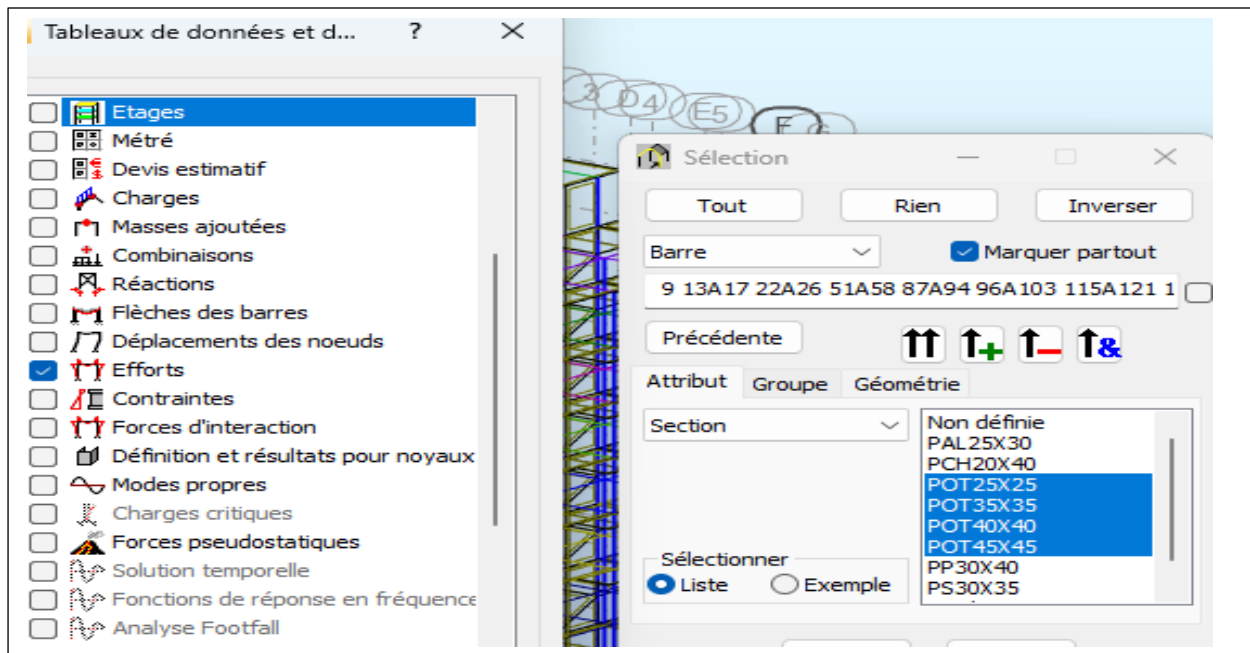 Tableaux de données et d... ? ×
Etages
Métré
Devis estimatif
Charges
Masses ajoutées
Combinaisons
Réactions
Flèches des barres
Déplacements des noeuds
Efforts
Contraintes
Forces d'interaction
Définition et résultats pour noyaux
Modes propres
Charges critiques
Forces pseudostatiques
Solution temporelle
Fonctions de réponse en fréquence
Analyse Footfall
3 D4 E5 F G
Sélection
Tout Rien Inverser
Barre Marquer partout
9 13A17 22A26 51A58 87A94 96A103 115A121 1
Précédente
Attribut Groupe Géométrie
Section
Non définie
PAL25X30
PCH20X40
POT25X25
POT35X35
POT40X40
POT45X45
PP30X40
PS30X35
Sélectionner
Liste Exemple